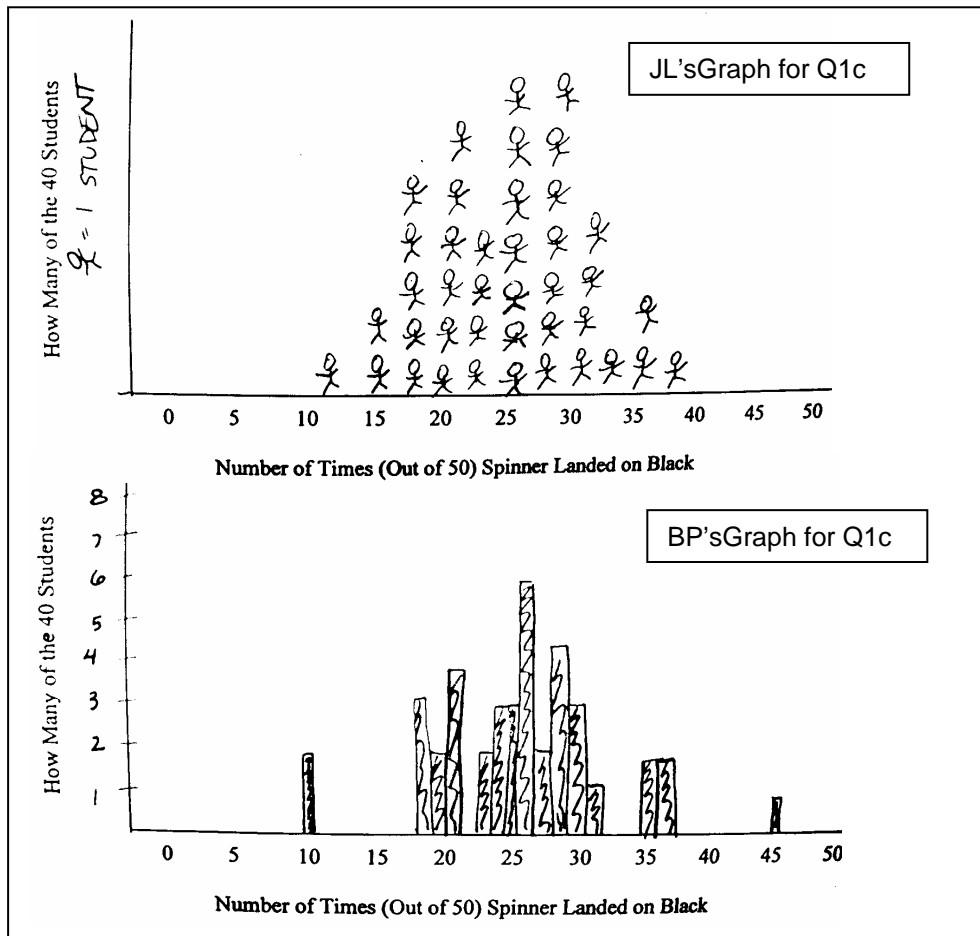 JL'sGraph for Q1c
How Many of the 40 Students
= 1 STUDENT
0 5 10 15 20 25 30 35 40 45 50
Number of Times (Out of 50) Spinner Landed on Black
BP'sGraph for Q1c
How Many of the 40 Students
8
7
6
5
4
3
2
1
0 5 10 15 20 25 30 35 40 45 50
Number of Times (Out of 50) Spinner Landed on Black